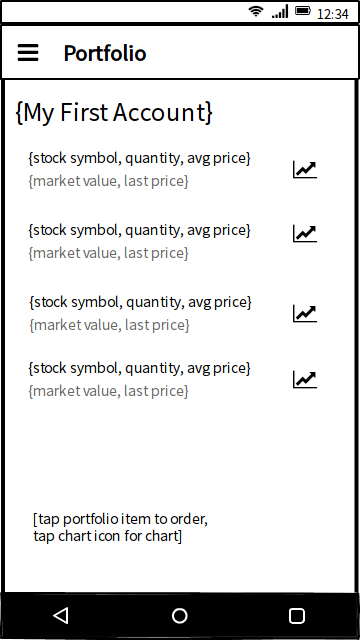 12:34
Portfolio
{My First Account}
{stock symbol, quantity, avg price}
{market value, last price}
{stock symbol, quantity, avg price}
{market value, last price}
{stock symbol, quantity, avg price}
{market value, last price}
{stock symbol, quantity, avg price}
{market value, last price}
[tap portfolio item to order,
tap chart icon for chart]